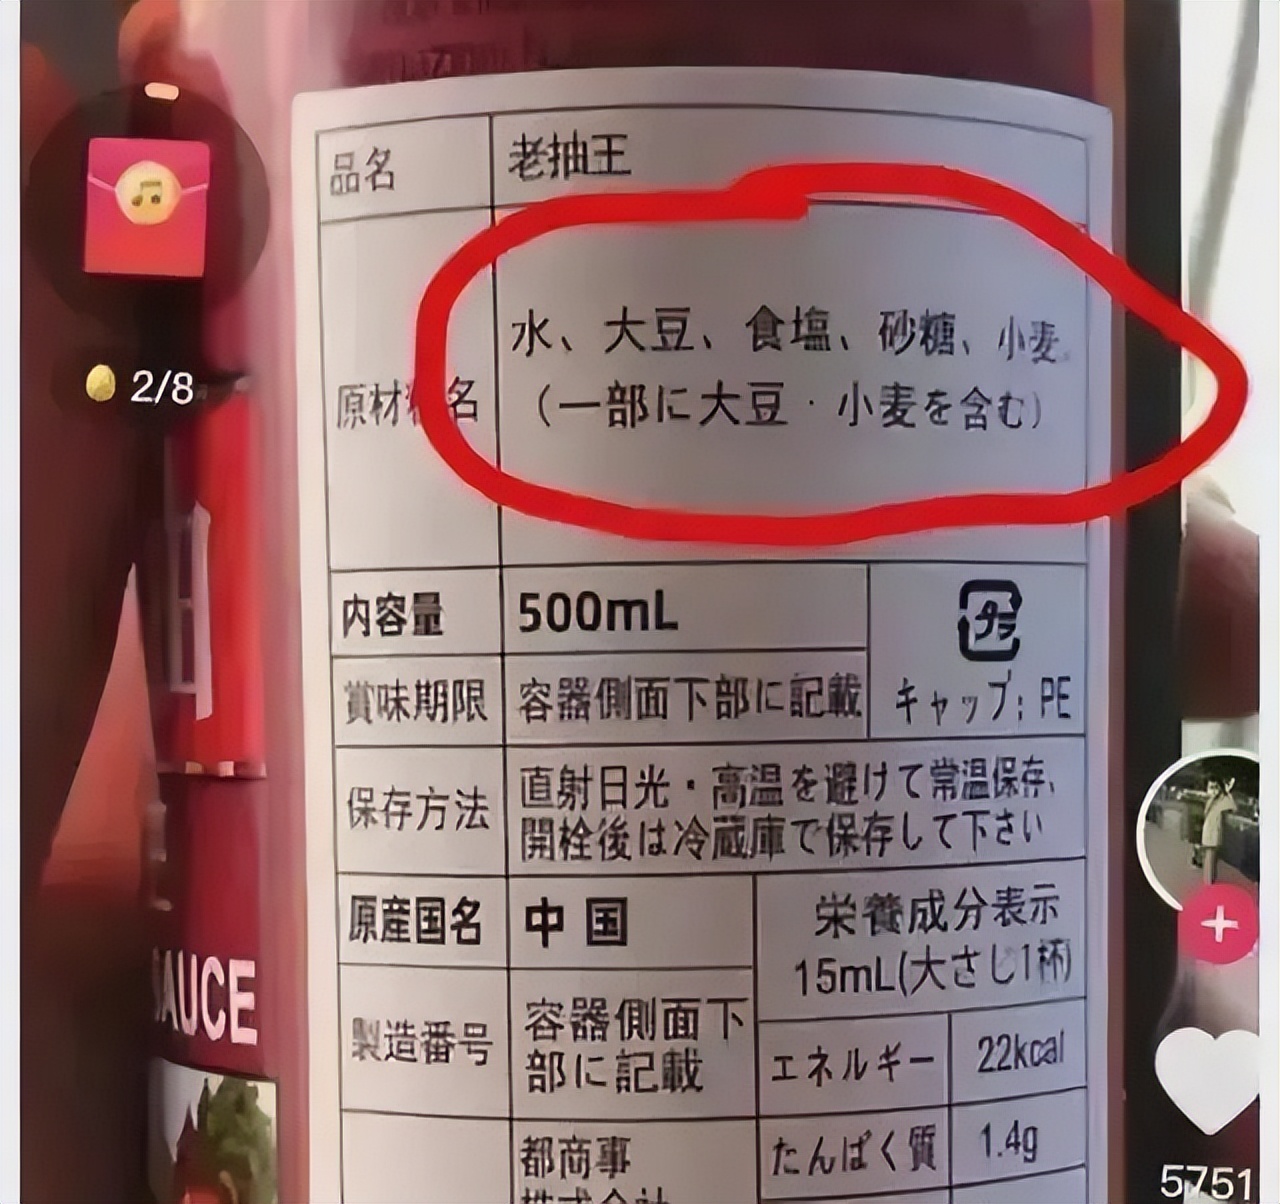 品名
老抽王
原材料名
水、大豆、食塩、砂糖、小麦、
（一部に大豆・小麦を含む）
内容量
500mL
プラ
キャップ: PE
賞味期限
容器側面下部に記載
保存方法
直射日光・高温を避けて常温保存、
開栓後は冷蔵庫で保存して下さい
原産国名
中国
栄養成分表示
15mL(大さじ1杯)
製造番号
容器側面下
部に記載
エネルギー
22kcal
たんぱく質
1.4g
都商事
株式会社
2/8
SAUCE
5751